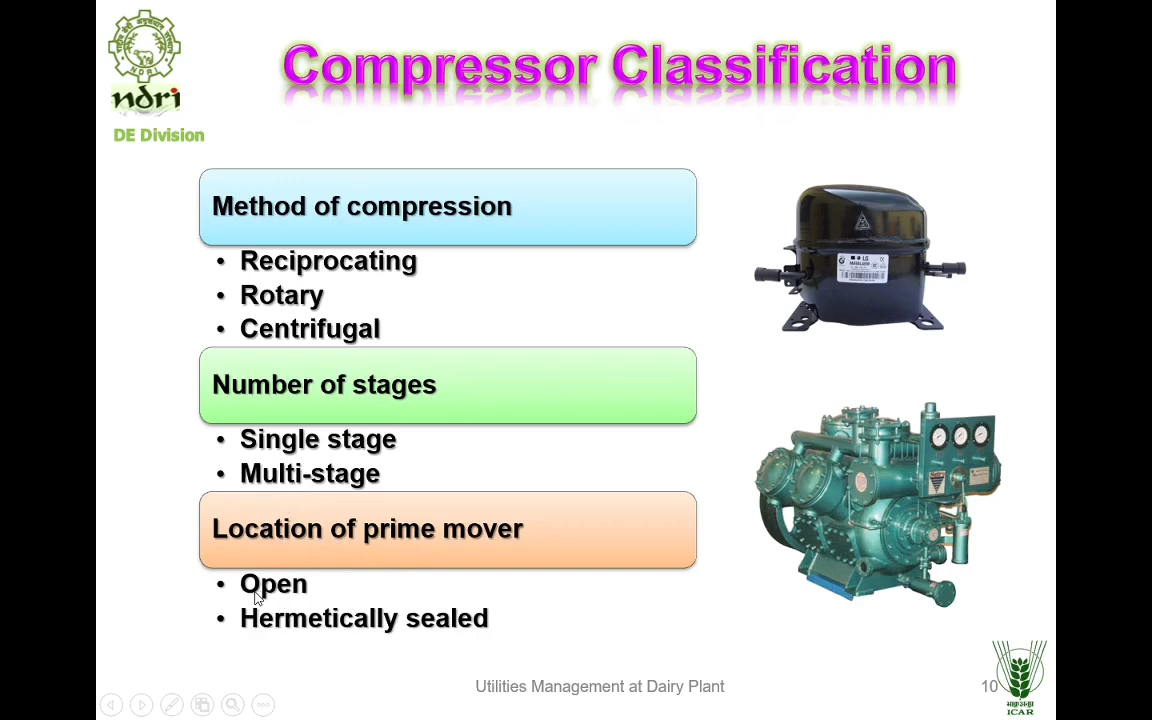 Compressor Classification
ndri
DE Division
Method of compression
• Reciprocating
• Rotary
• Centrifugal
Number of stages
• Single stage
• Multi-stage
Location of prime mover
• Open
• Hermetically sealed
LG
Utilities Management at Dairy Plant
10
ICAR